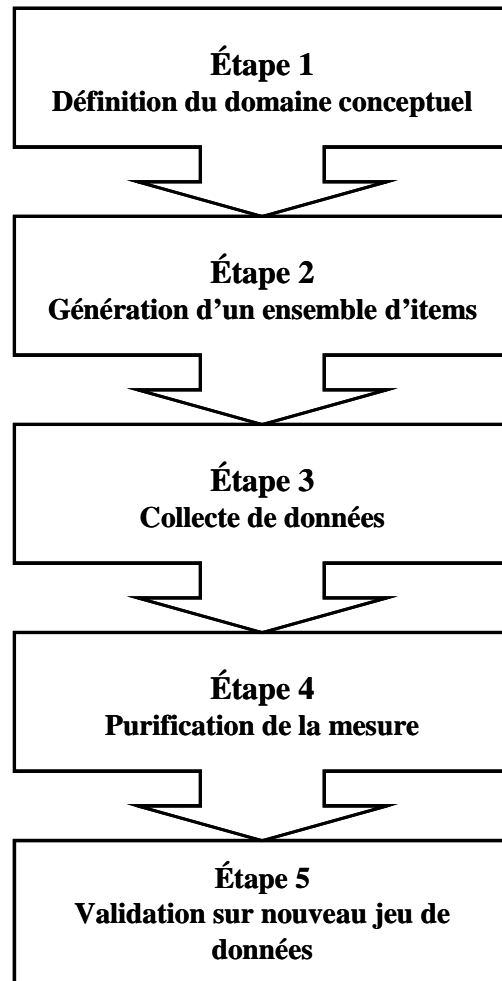 Étape 1
Définition du domaine conceptuel
Étape 2
Génération d’un ensemble d’items
Étape 3
Collecte de données
Étape 4
Purification de la mesure
Étape 5
Validation sur nouveau jeu de
données